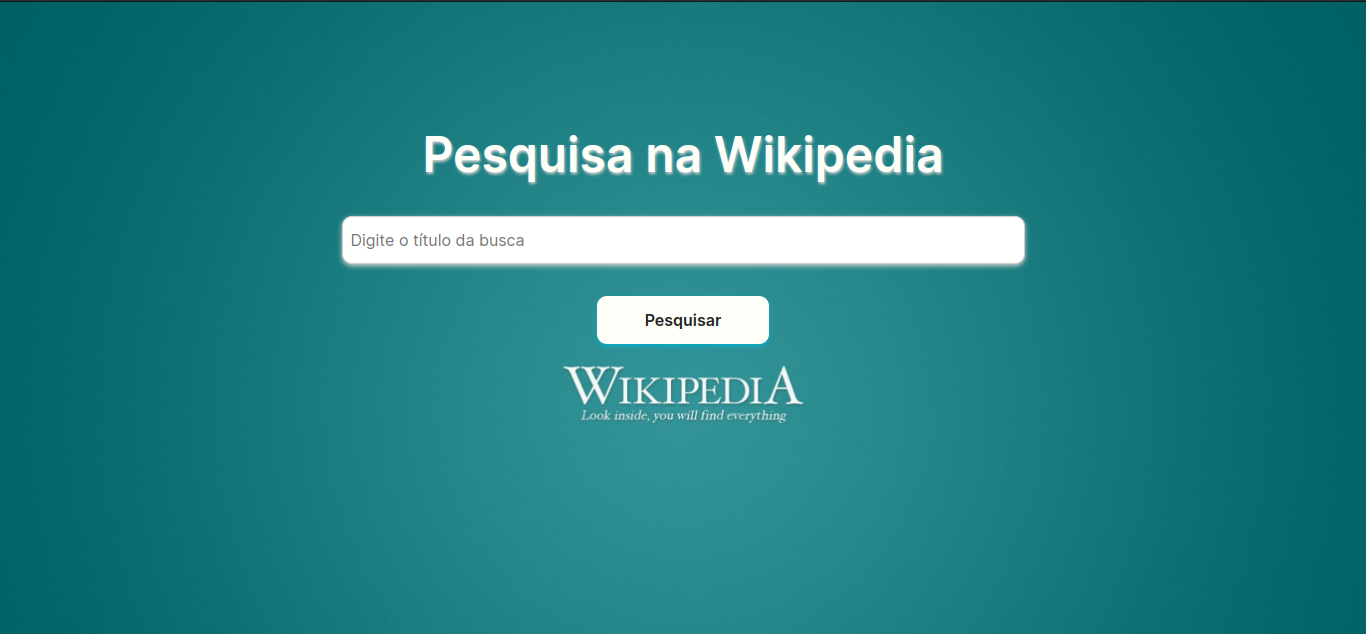 Pesquisa na Wikipedia
Digite o título da busca
Pesquisar
WIKIPEDIA
Look inside, you will find everything